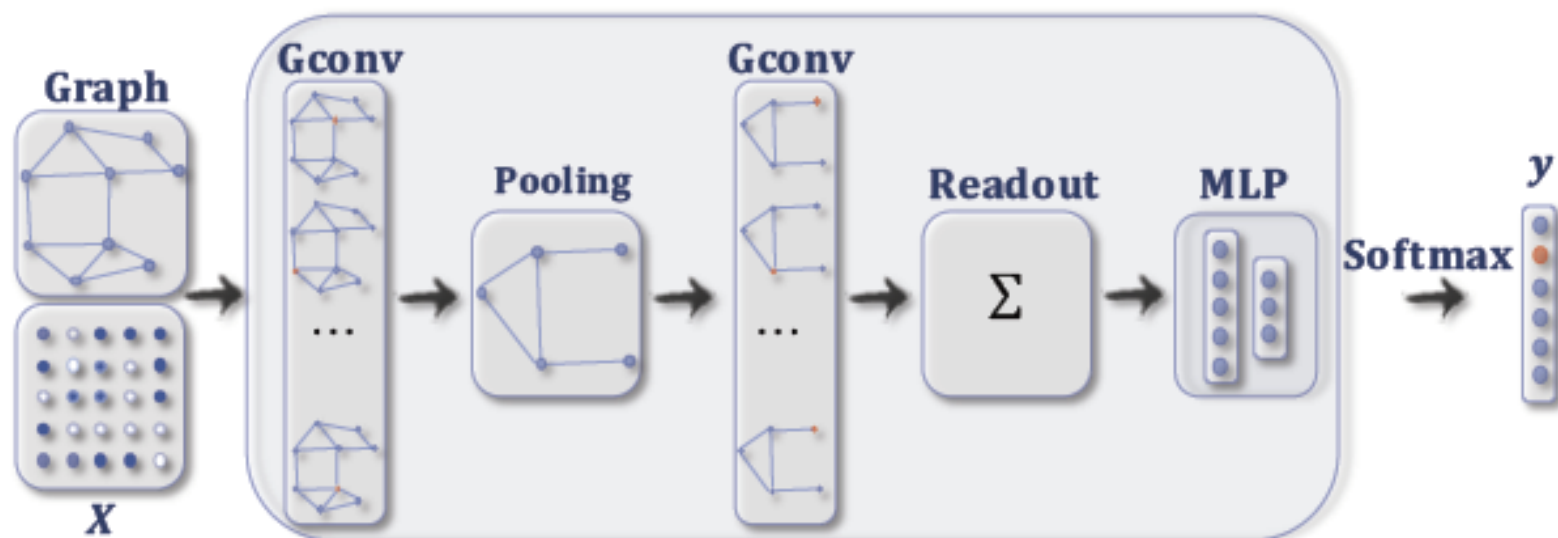 Graph
X
Gconv
...
Pooling
Gconv
...
Readout
Σ
MLP
Softmax
y